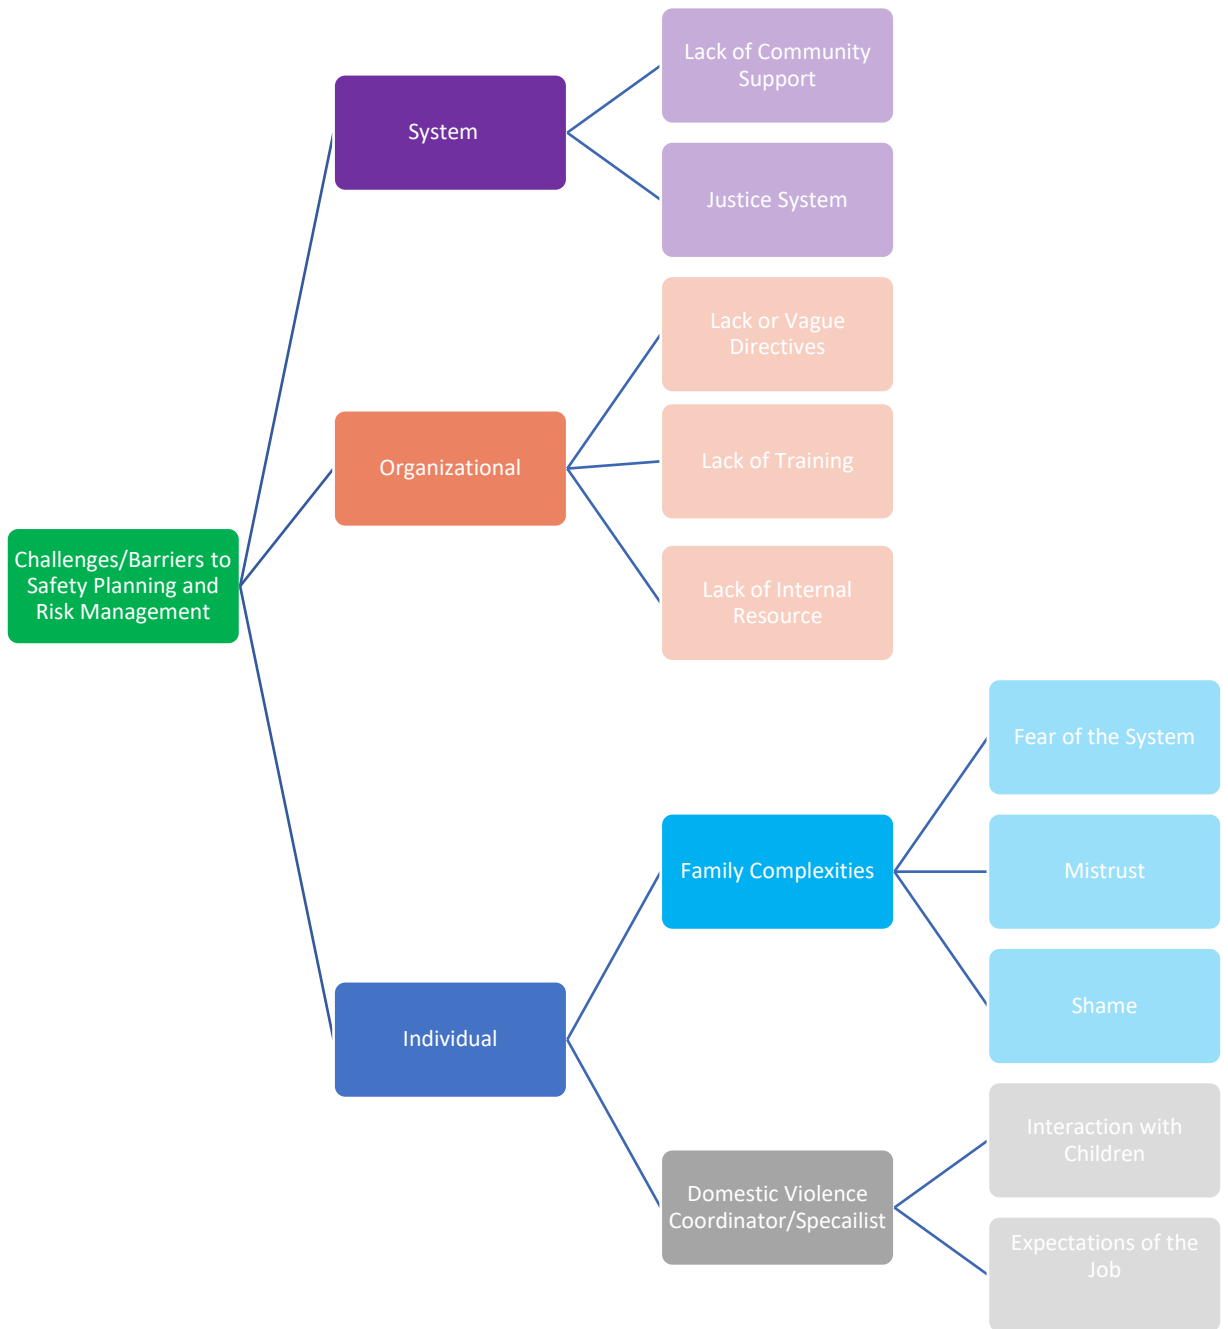 Challenges/Barriers to
Safety Planning and
Risk Management
System
Lack of Community
Support
Justice System
Organizational
Lack or Vague
Directives
Lack of Training
Lack of Internal
Resource
Individual
Family Complexities
Fear of the System
Mistrust
Shame
Domestic Violence
Coordinator/Specailist
Interaction with
Children
Expectations of the
Job